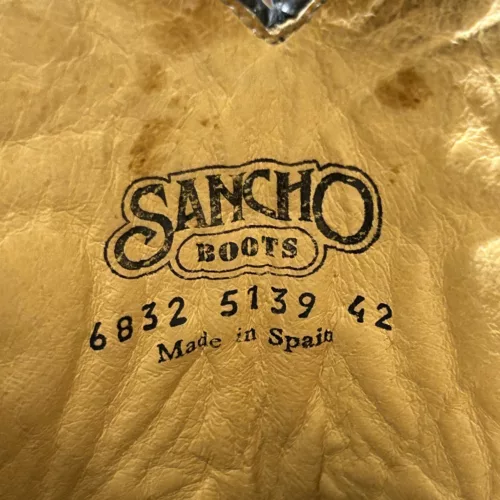 SANCHO
BOOTS
6832 5139 42
Made in Spain